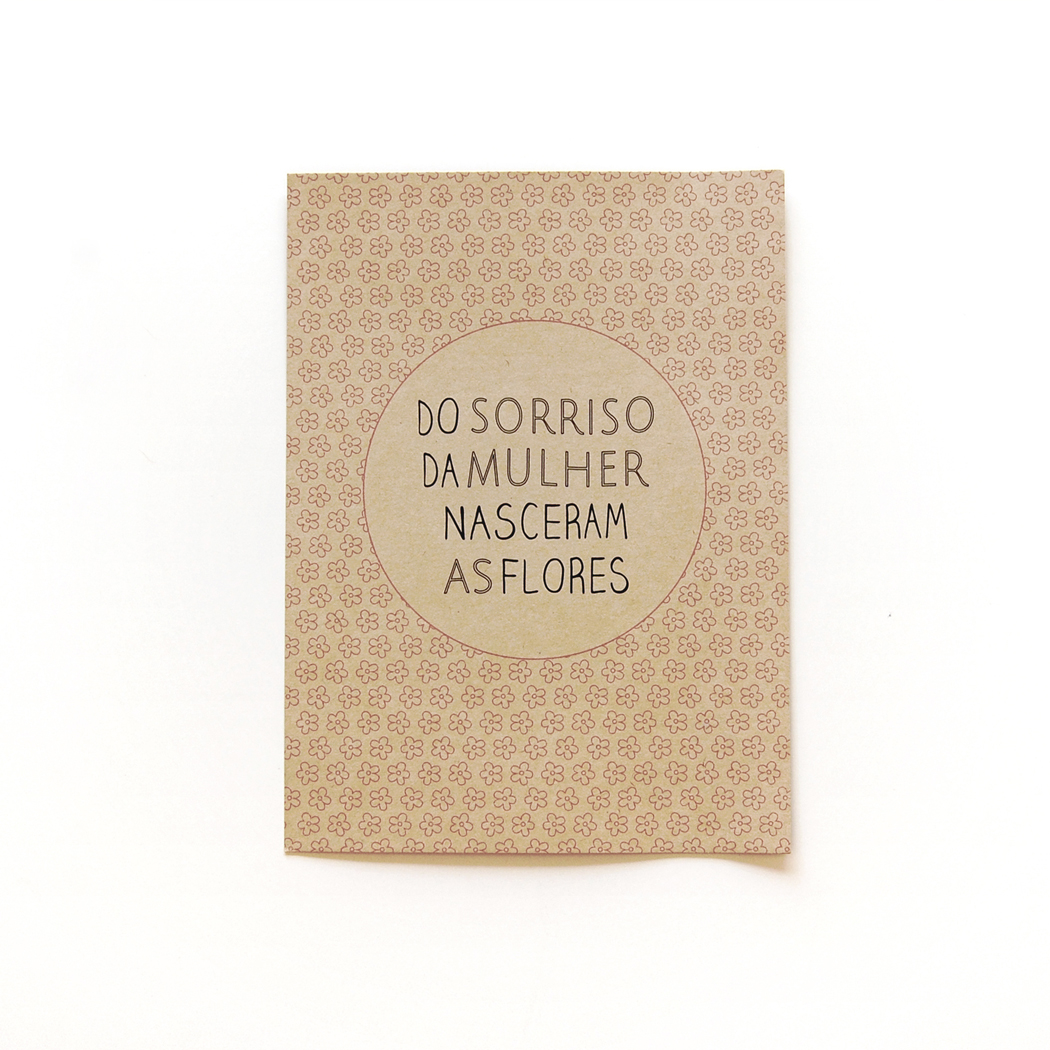 DO SORRISO
DA MULHER
NASCERAM
AS FLORES